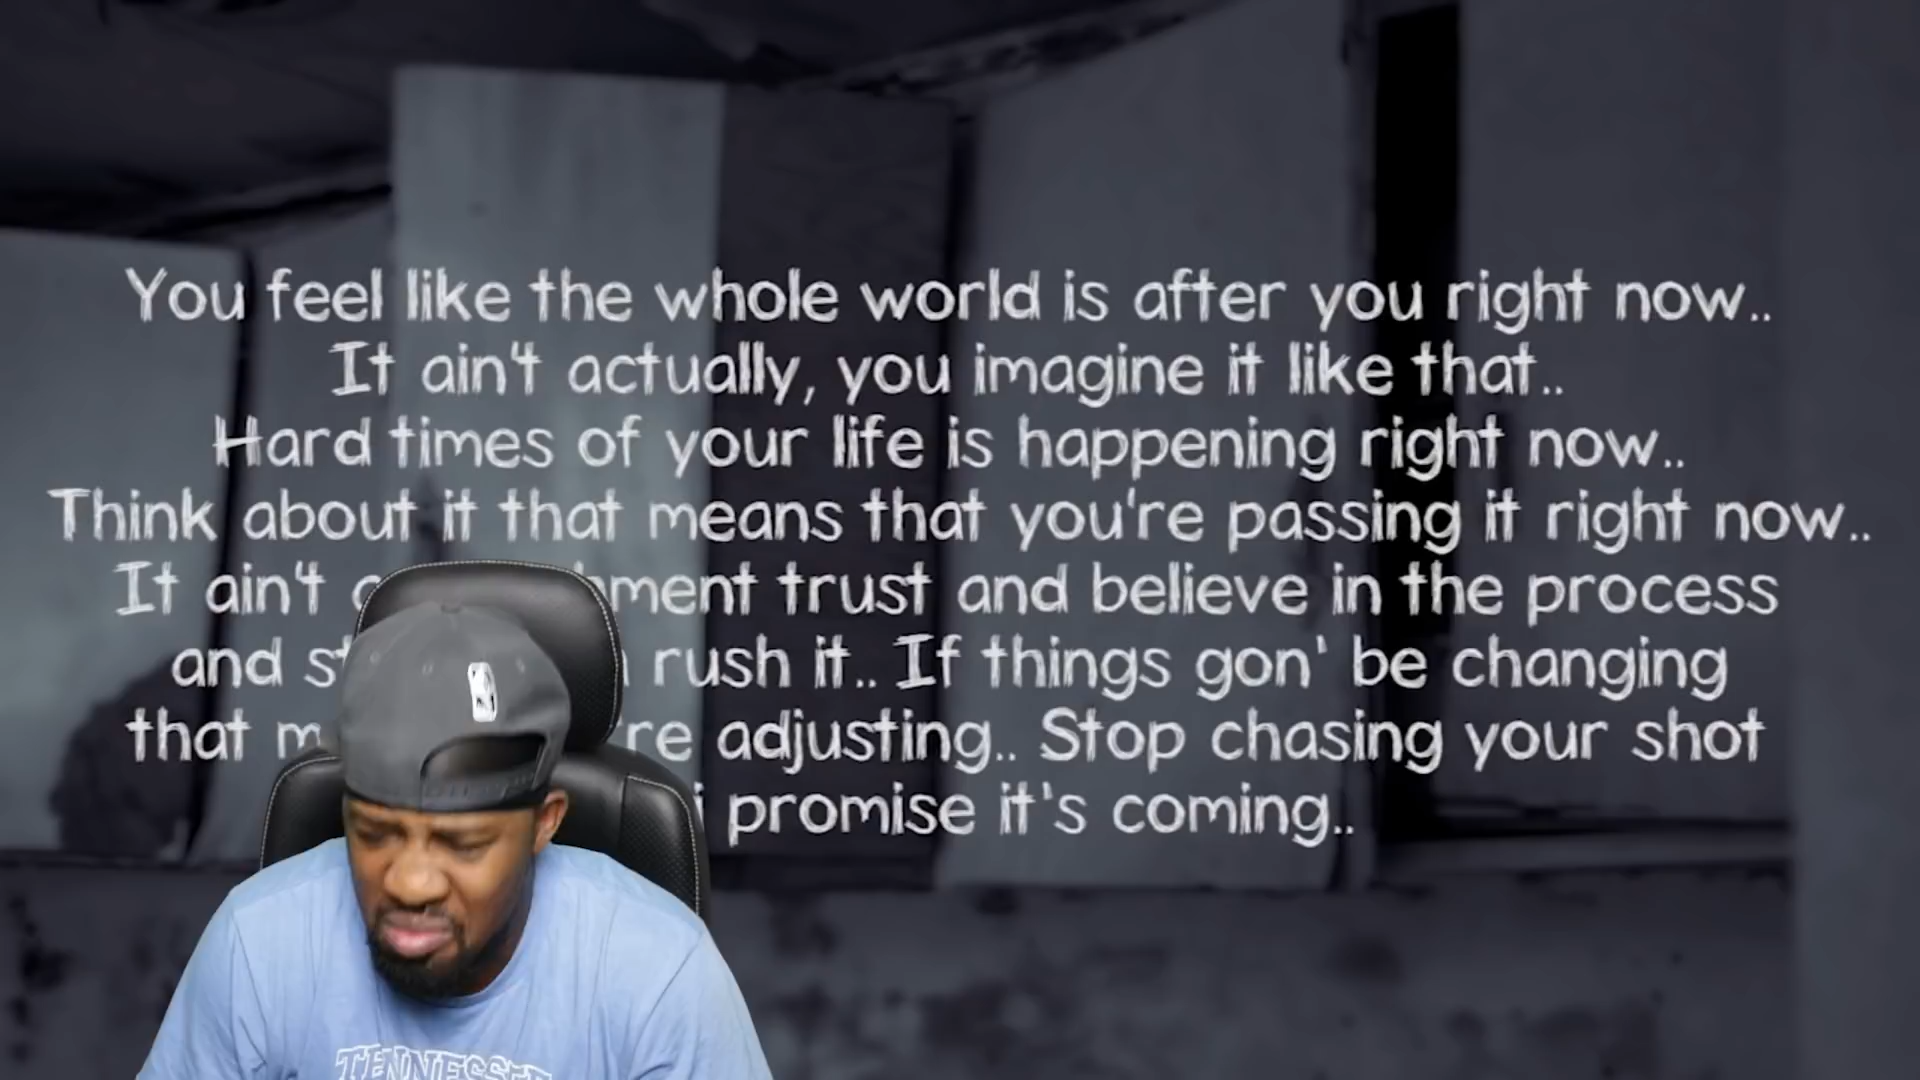 You feel like the whole world is after you right now..
It ain't actually, you imagine it like that..
Hard times of your life is happening right now..
Think about it that means that you're passing it right now..
It ain't trust and believe in the process
and rush it.. If things gon' be changing
that adjusting.. Stop chasing your shot
i promise it's coming..
TENNESSEE